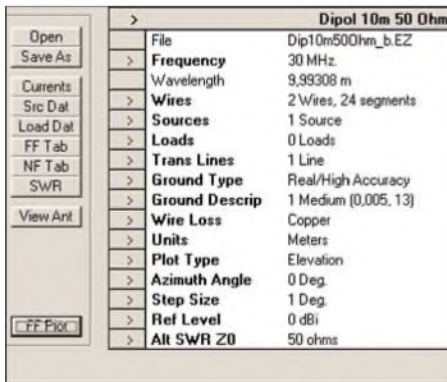 > Dipol 10m 50 Ohm
Open
Save As
Currents
Src Dat
Load Dat
FF Tab
NF Tab
SWR
View Ant
FF Plot
File Dip10m50Ohm_b.EZ
> Frequency 30 MHz.
Wavelength 9,99308 m
> Wires 2 Wires, 24 segments
> Sources 1 Source
> Loads 0 Loads
> Trans Lines 1 Line
> Ground Type Real/High Accuracy
> Ground Descrip 1 Medium (0,005, 13)
> Wire Loss Copper
> Units Meters
> Plot Type Elevation
> Azimuth Angle 0 Deg.
> Step Size 1 Deg.
> Ref Level 0 dBi
> Alt SWR Z0 50 ohms